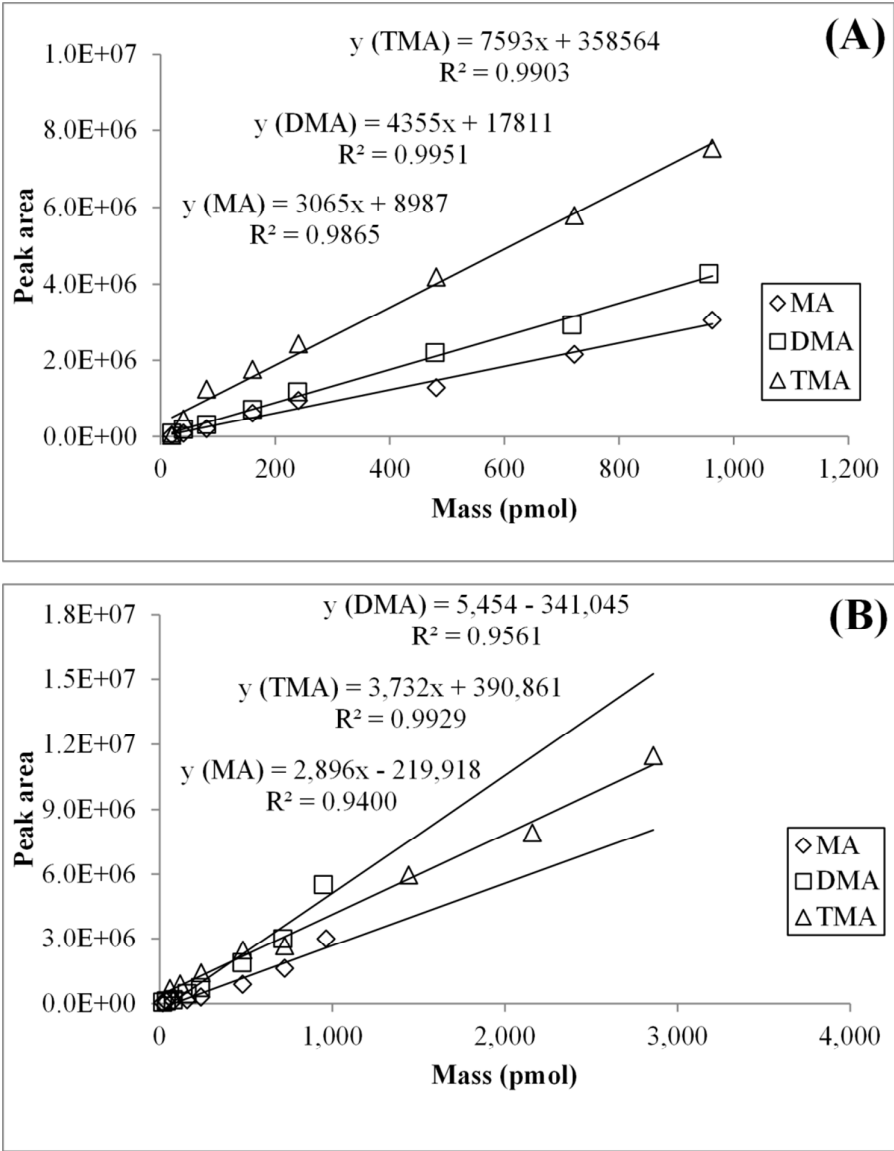 (A)
y (TMA) = 7593x + 358564
R² = 0.9903
y (DMA) = 4355x + 17811
R² = 0.9951
y (MA) = 3065x + 8987
R² = 0.9865
1.0E+07
8.0E+06
6.0E+06
4.0E+06
2.0E+06
0.0E+00
Peak area
0 200 400 600 800 1,000 1,200
Mass (pmol)
MA
DMA
TMA
(B)
y (DMA) = 5,454 - 341,045
R² = 0.9561
y (TMA) = 3,732x + 390,861
R² = 0.9929
y (MA) = 2,896x - 219,918
R² = 0.9400
1.8E+07
1.5E+07
1.2E+07
9.0E+06
6.0E+06
3.0E+06
0.0E+00
Peak area
0 1,000 2,000 3,000 4,000
Mass (pmol)
MA
DMA
TMA